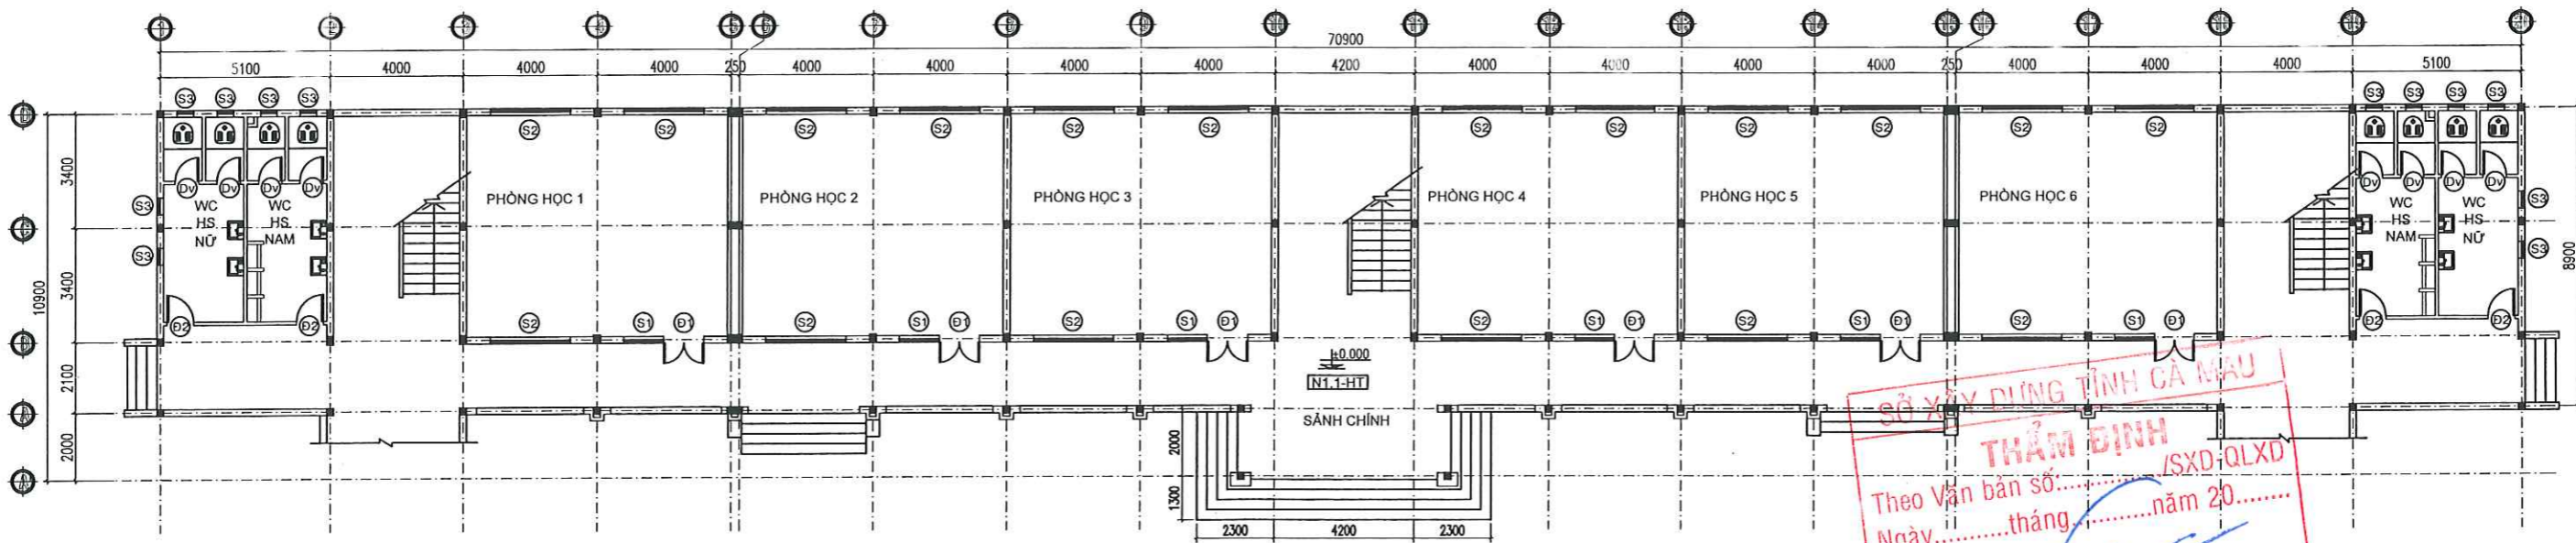 70900
5100 4000 4000 4000 250 4000 4000 4000 4000 4200 4000 4000 4000 4000 250 4000 4000 4000 5100
S3 S3 S3 S3 S3 S3 S3 S3
S2 S2 S2 S2 S2 S2 S2 S2 S2 S2 S2 S2
3400
Dv Dv Dv Dv Dv Dv Dv Dv
PHÒNG HỌC 1 PHÒNG HỌC 2 PHÒNG HỌC 3 PHÒNG HỌC 4 PHÒNG HỌC 5 PHÒNG HỌC 6
S3 WC HS NỮ
WC HS NAM
WC HS NAM
WC HS NỮ S3
S3 S3
10900
3400
8900
Đ2 Đ2 S2 S1 Đ1 S2 S1 Đ1 S2 S1 Đ1 S2 S1 Đ1 S2 S1 Đ1 S2 S1 Đ1 Đ2 Đ2
±0.000
N1.1-HT
2100
SẢNH CHÍNH
2000
2000
1300
2300 4200 2300
SỞ XÂY DỰNG TỈNH CÀ MAU
THẨM ĐỊNH
Theo Văn bản số:............/SXD-QLXD
Ngày...........tháng............năm 20........